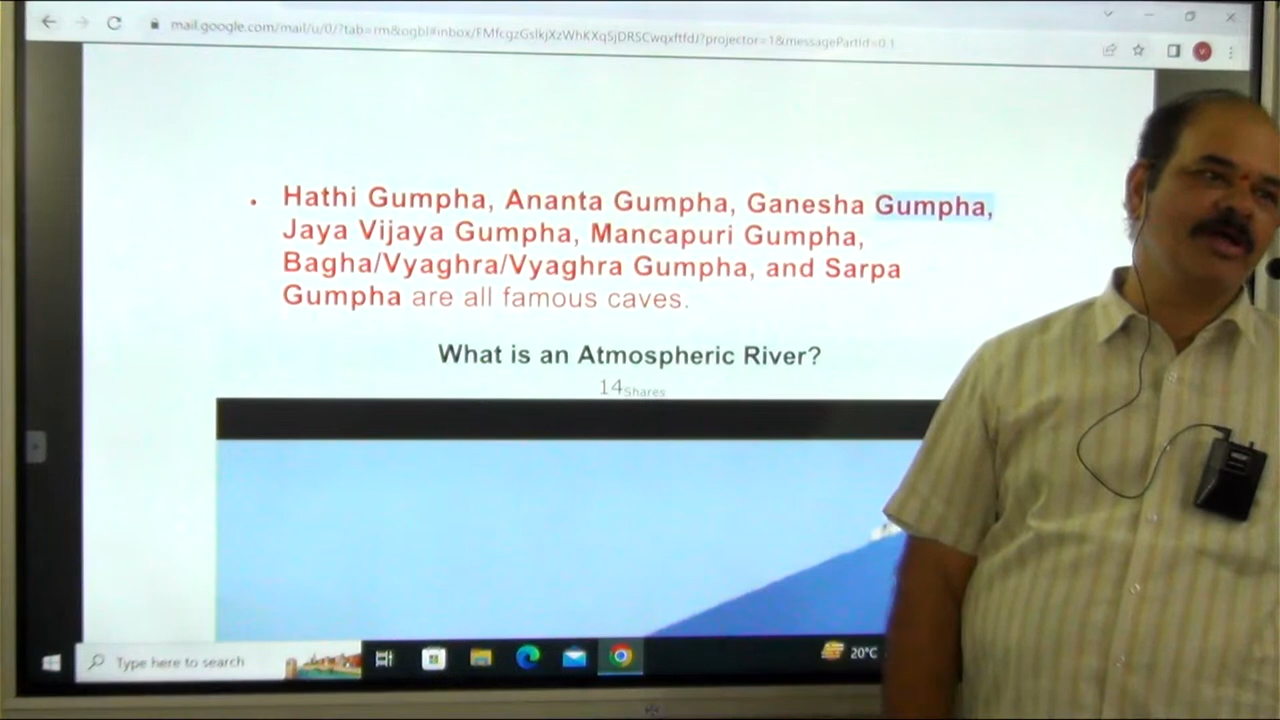 mail.google.com/mail/u/0/?tab=rm&ogbl#inbox/FMfcgzGslkjXzWhKXqSjDRSCwqxftfdJ?projector=1&messagePartId=0.1
. Hathi Gumpha, Ananta Gumpha, Ganesha Gumpha,
Jaya Vijaya Gumpha, Mancapuri Gumpha,
Bagha/Vyaghra/Vyaghra Gumpha, and Sarpa
Gumpha are all famous caves.
What is an Atmospheric River?
14 Shares
Type here to search
20°C